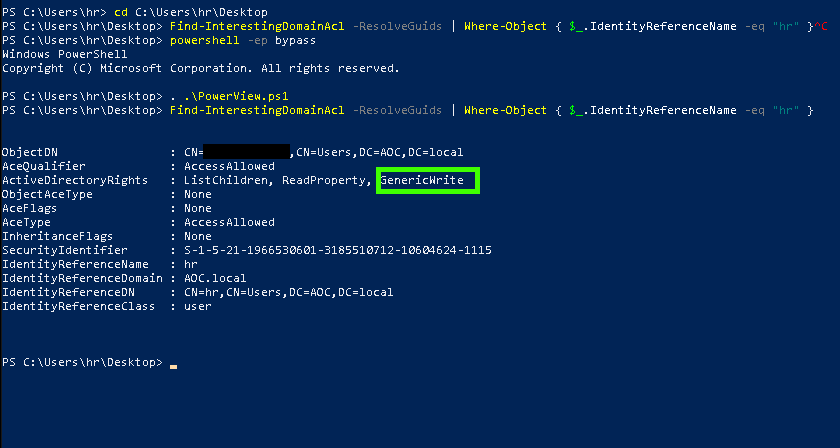 PS C:\Users\hr> cd C:\Users\hr\Desktop
PS C:\Users\hr\Desktop> Find-InterestingDomainAcl -ResolveGuids | Where-Object { $_.IdentityReferenceName -eq "hr" }^C
PS C:\Users\hr\Desktop> powershell -ep bypass
Windows PowerShell
Copyright (C) Microsoft Corporation. All rights reserved.
PS C:\Users\hr\Desktop> . .\PowerView.ps1
PS C:\Users\hr\Desktop> Find-InterestingDomainAcl -ResolveGuids | Where-Object { $_.IdentityReferenceName -eq "hr" }
ObjectDN : CN= ,CN=Users,DC=AOC,DC=local
AceQualifier : AccessAllowed
ActiveDirectoryRights : ListChildren, ReadProperty, GenericWrite
ObjectAceType : None
AceFlags : None
AceType : AccessAllowed
InheritanceFlags : None
SecurityIdentifier : S-1-5-21-1966530601-3185510712-10604624-1115
IdentityReferenceName : hr
IdentityReferenceDomain : AOC.local
IdentityReferenceDN : CN=hr,CN=Users,DC=AOC,DC=local
IdentityReferenceClass : user
PS C:\Users\hr\Desktop>